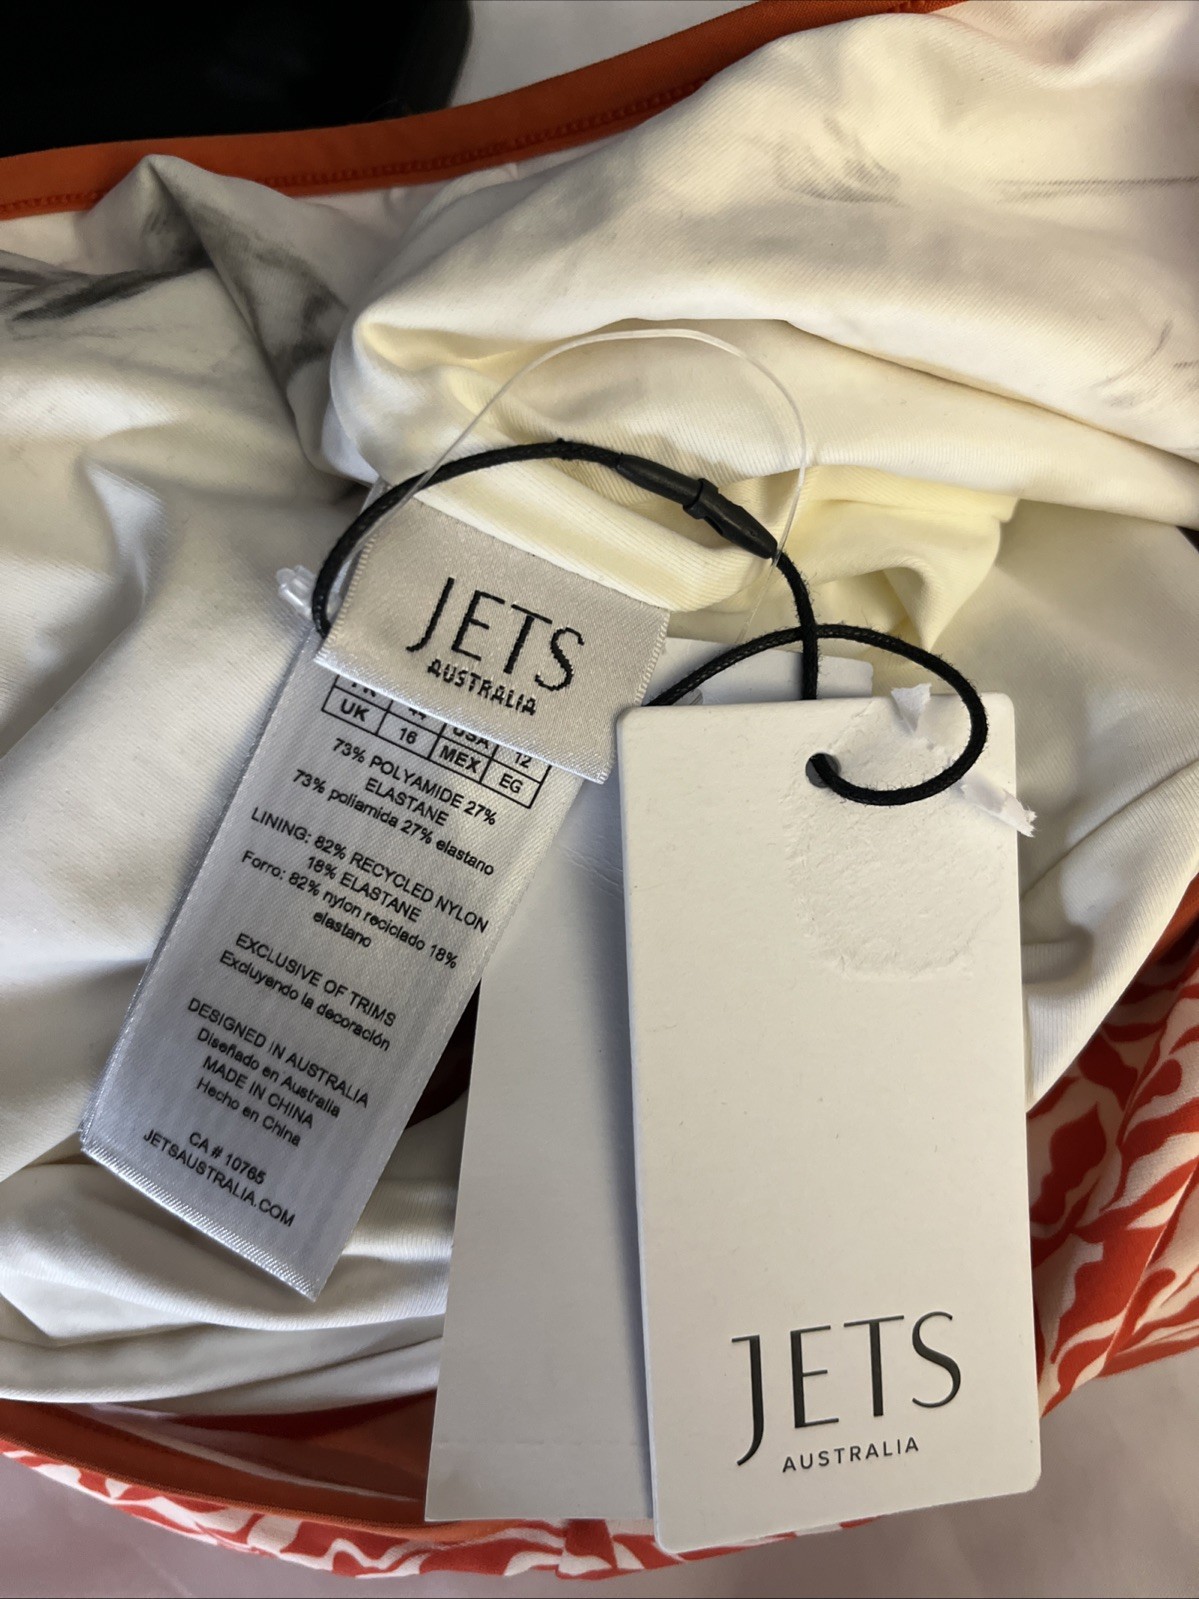 JETS
AUSTRALIA
USA 12
UK 16 MEX EG
73% POLYAMIDE 27%
ELASTANE
73% poliamida 27% elastano
LINING: 82% RECYCLED NYLON
18% ELASTANE
Forro: 82% nylon reciclado 18%
elastano
EXCLUSIVE OF TRIMS
Excluyendo la decoración
DESIGNED IN AUSTRALIA
Diseñado en Australia
MADE IN CHINA
Hecho en China
CA # 10765
JETSAUSTRALIA.COM
JETS
AUSTRALIA